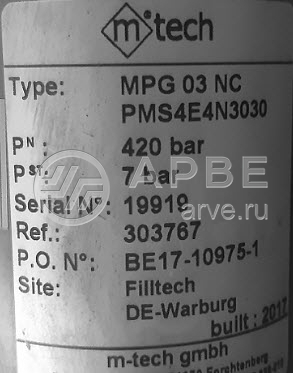 m tech
Type: MPG 03 NC
PMS4E4N3030
PN: 420 bar
PST: 7 bar
АРВЕ
Serial N°: 19919
arve.ru
Ref.: 303767
P.O. N°: BE17-10975-1
Site: Filltech
DE-Warburg
built : 2017
m-tech gmbh
Forchtenberg